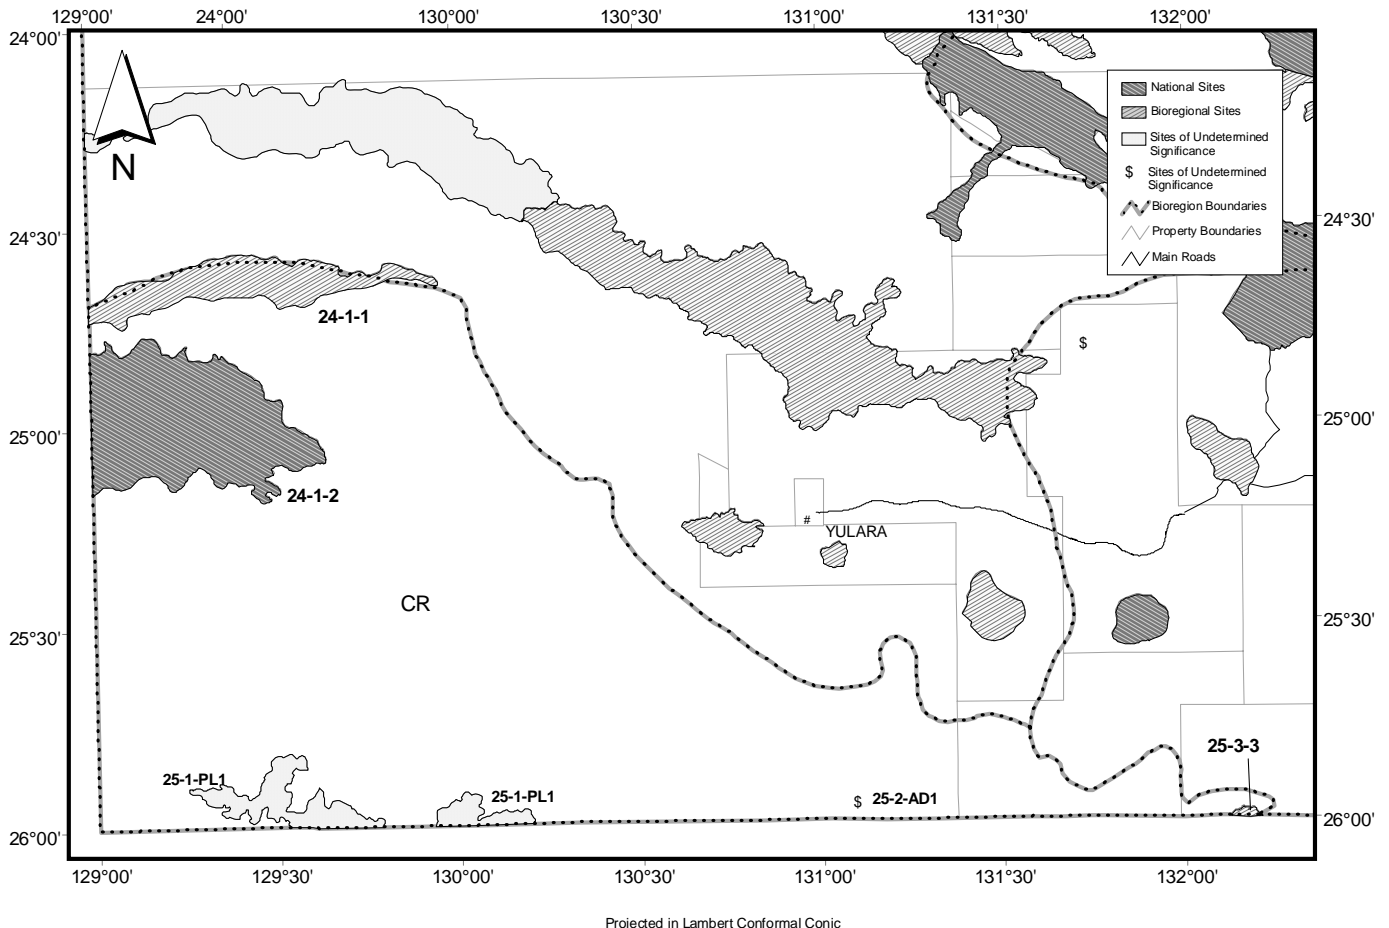 129°00' 24°00' 130°00' 130°30' 131°00' 131°30' 132°00'
24°00'
National Sites
Bioregional Sites
Sites of Undetermined
Significance
$ Sites of Undetermined
Significance
Bioregion Boundaries
Property Boundaries
Main Roads
N
24°30' 24°30'
24-1-1
$
25°00' 25°00'
24-1-2
#
YULARA
CR
25°30' 25°30'
25-3-3
25-1-PL1
25-1-PL1
$ 25-2-AD1
26°00' 26°00'
129°00' 129°30' 130°00' 130°30' 131°00' 131°30' 132°00'
Projected in Lambert Conformal Conic